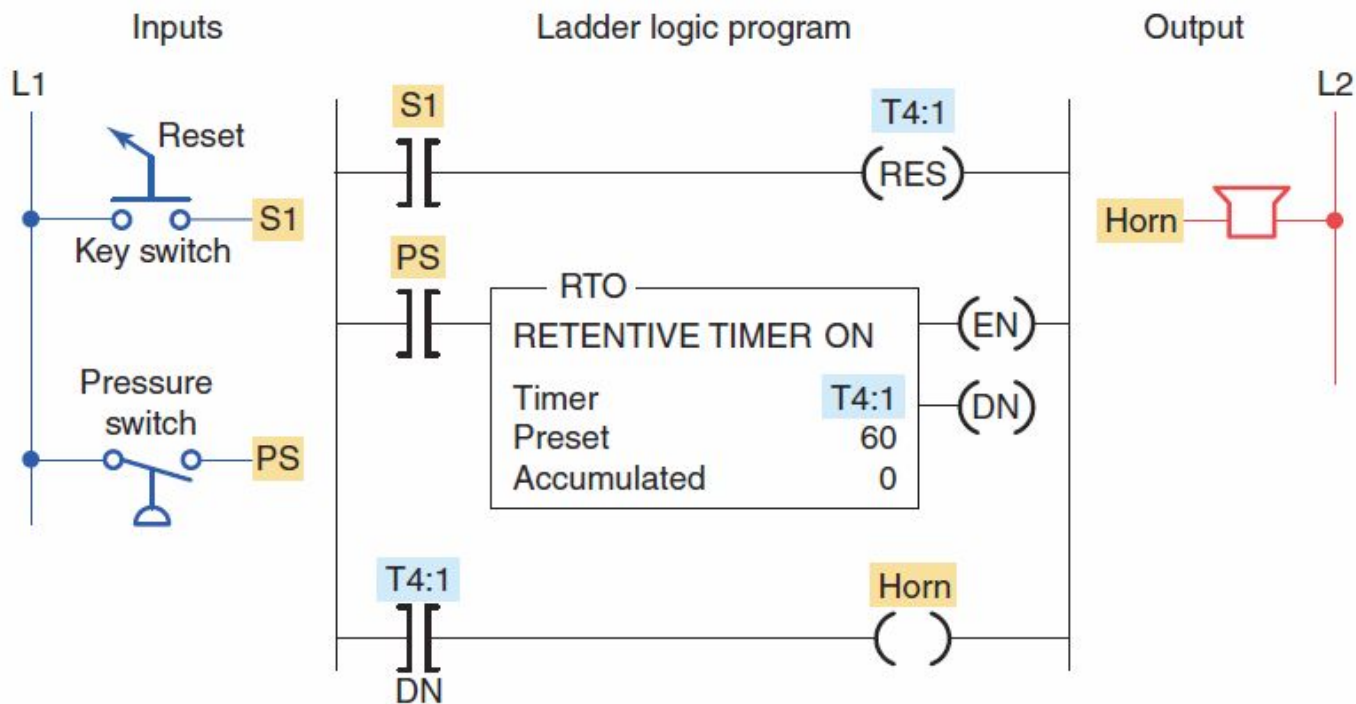 Inputs
Ladder logic program
Output
L1
L2
Reset
S1
Key switch
Pressure
switch
PS
S1
T4:1
(RES)
PS
RTO
RETENTIVE TIMER ON
(EN)
Timer T4:1
(DN)
Preset 60
Accumulated 0
T4:1
DN
Horn
( )
Horn